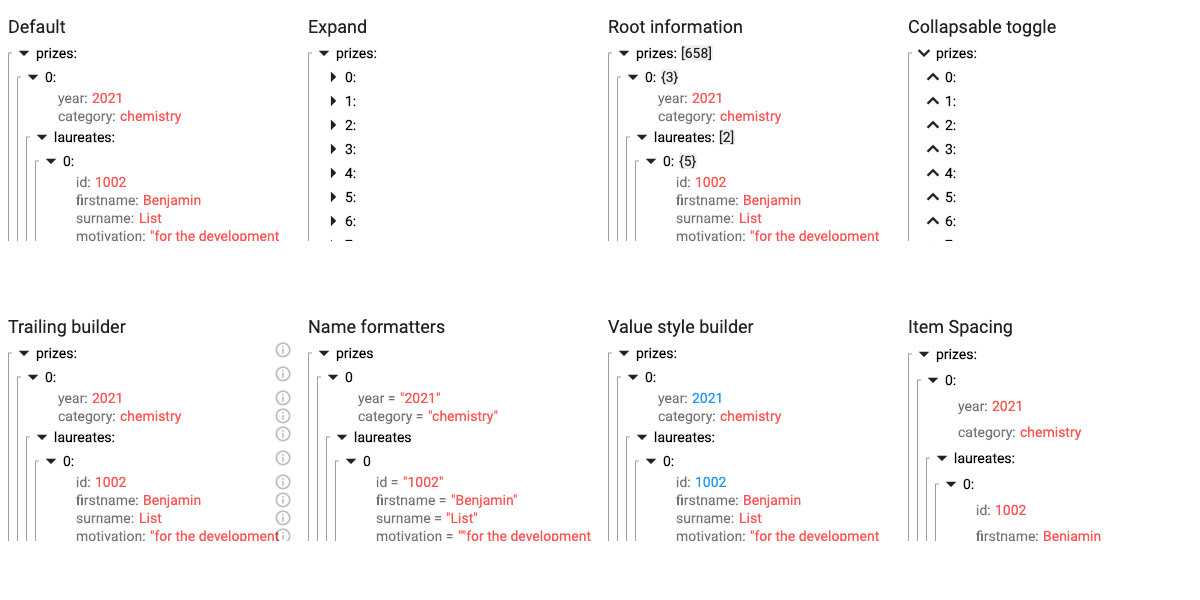 Default
prizes:
0:
year: 2021
category: chemistry
laureates:
0:
id: 1002
firstname: Benjamin
surname: List
motivation: "for the development
Expand
prizes:
0:
1:
2:
3:
4:
5:
6:
Root information
prizes: [658]
0: {3}
year: 2021
category: chemistry
laureates: [2]
0: {5}
id: 1002
firstname: Benjamin
surname: List
motivation: "for the development
Collapsable toggle
prizes:
0:
1:
2:
3:
4:
5:
6:
Trailing builder
prizes:
0:
year: 2021
category: chemistry
laureates:
0:
id: 1002
firstname: Benjamin
surname: List
motivation: "for the development
Name formatters
prizes
0
year = "2021"
category = "chemistry"
laureates
0
id = "1002"
firstname = "Benjamin"
surname = "List"
motivation = ""for the development
Value style builder
prizes:
0:
year: 2021
category: chemistry
laureates:
0:
id: 1002
firstname: Benjamin
surname: List
motivation: "for the development
Item Spacing
prizes:
0:
year: 2021
category: chemistry
laureates:
0:
id: 1002
firstname: Benjamin